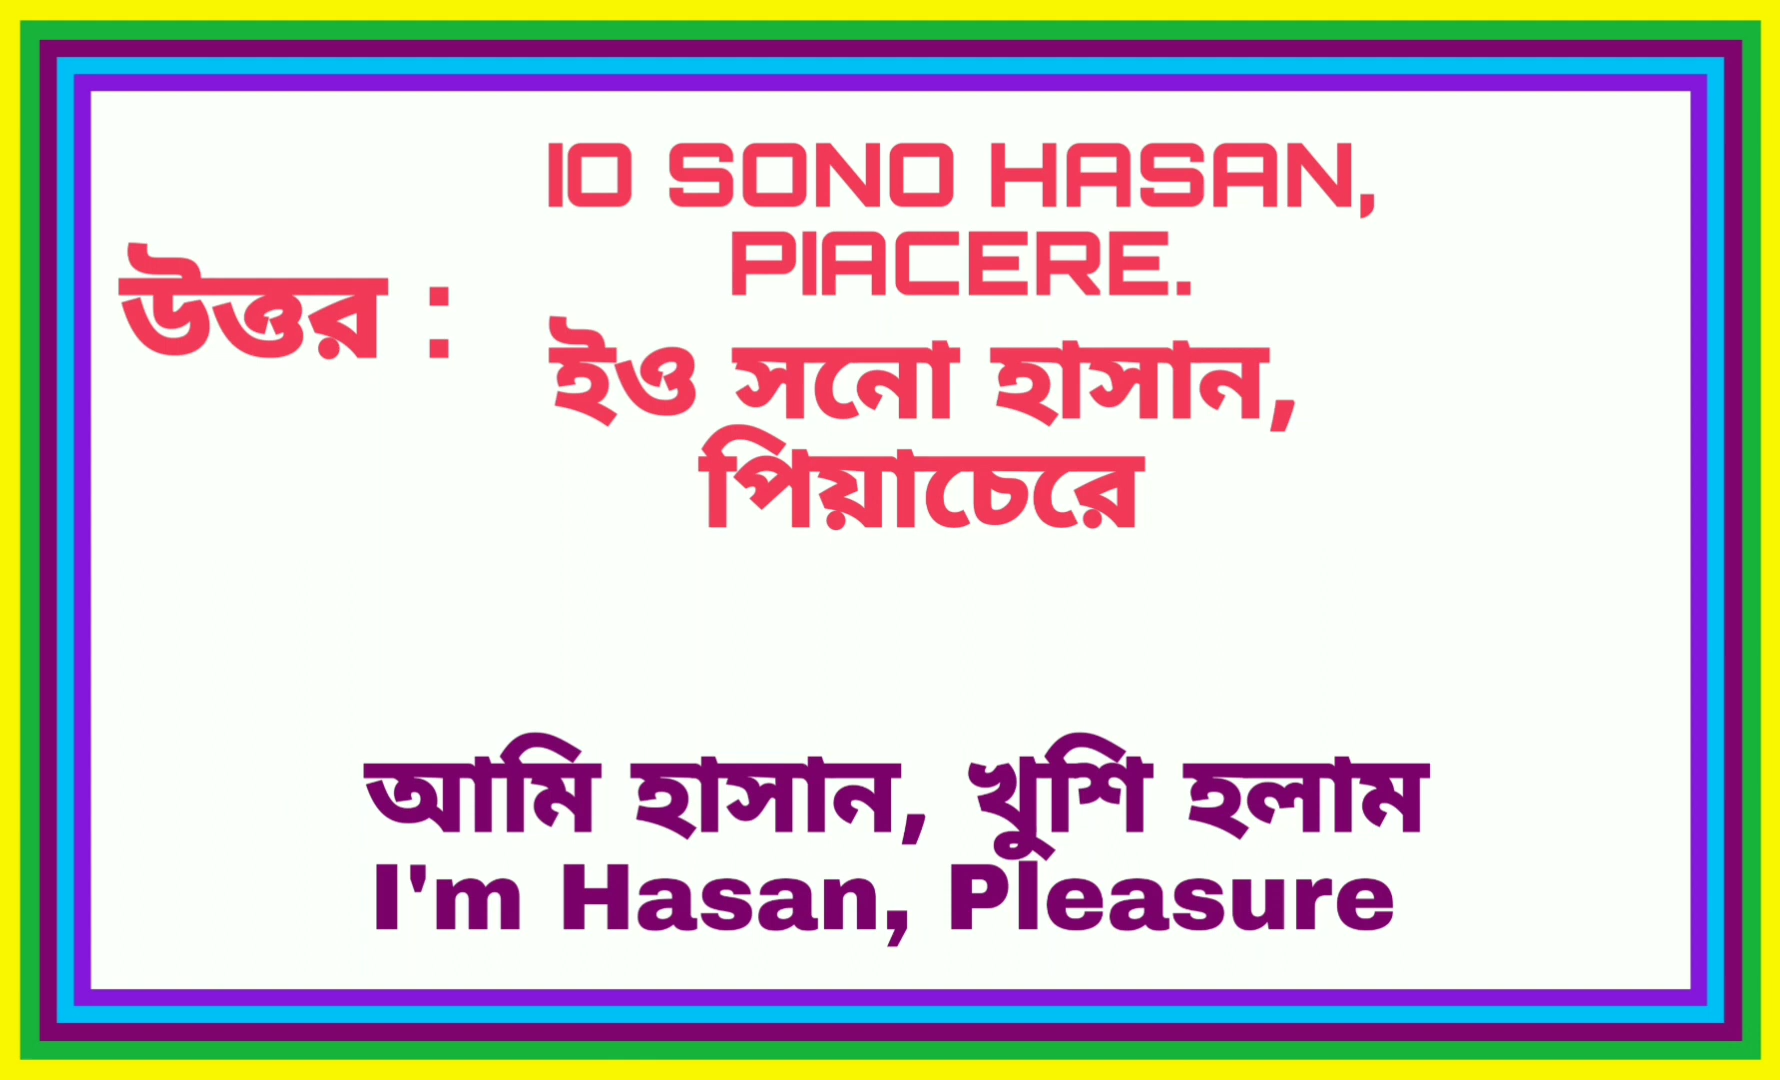 IO SONO HASAN,
PIACERE.
উত্তর :
ইও সনো হাসান,
পিয়াচেরে
আমি হাসান, খুশি হলাম
I'm Hasan, Pleasure